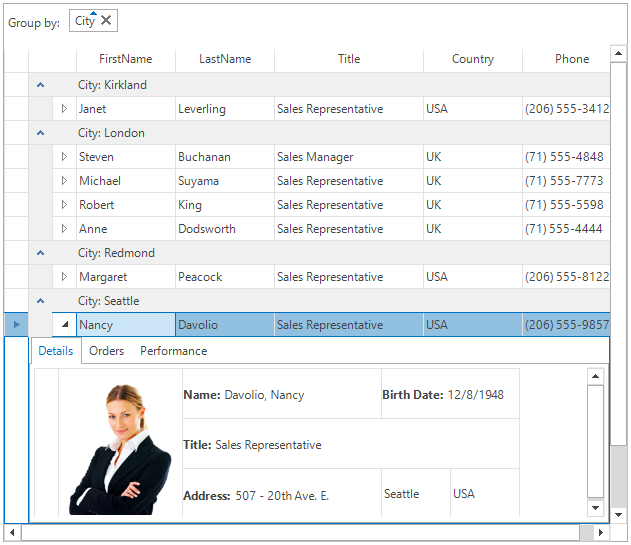 Group by: City
FirstName LastName Title Country Phone
City: Kirkland
Janet Leverling Sales Representative USA (206) 555-3412
City: London
Steven Buchanan Sales Manager UK (71) 555-4848
Michael Suyama Sales Representative UK (71) 555-7773
Robert King Sales Representative UK (71) 555-5598
Anne Dodsworth Sales Representative UK (71) 555-4444
City: Redmond
Margaret Peacock Sales Representative USA (206) 555-8122
City: Seattle
Nancy Davolio Sales Representative USA (206) 555-9857
Details Orders Performance
Name: Davolio, Nancy Birth Date: 12/8/1948
Title: Sales Representative
Address: 507 - 20th Ave. E. Seattle USA